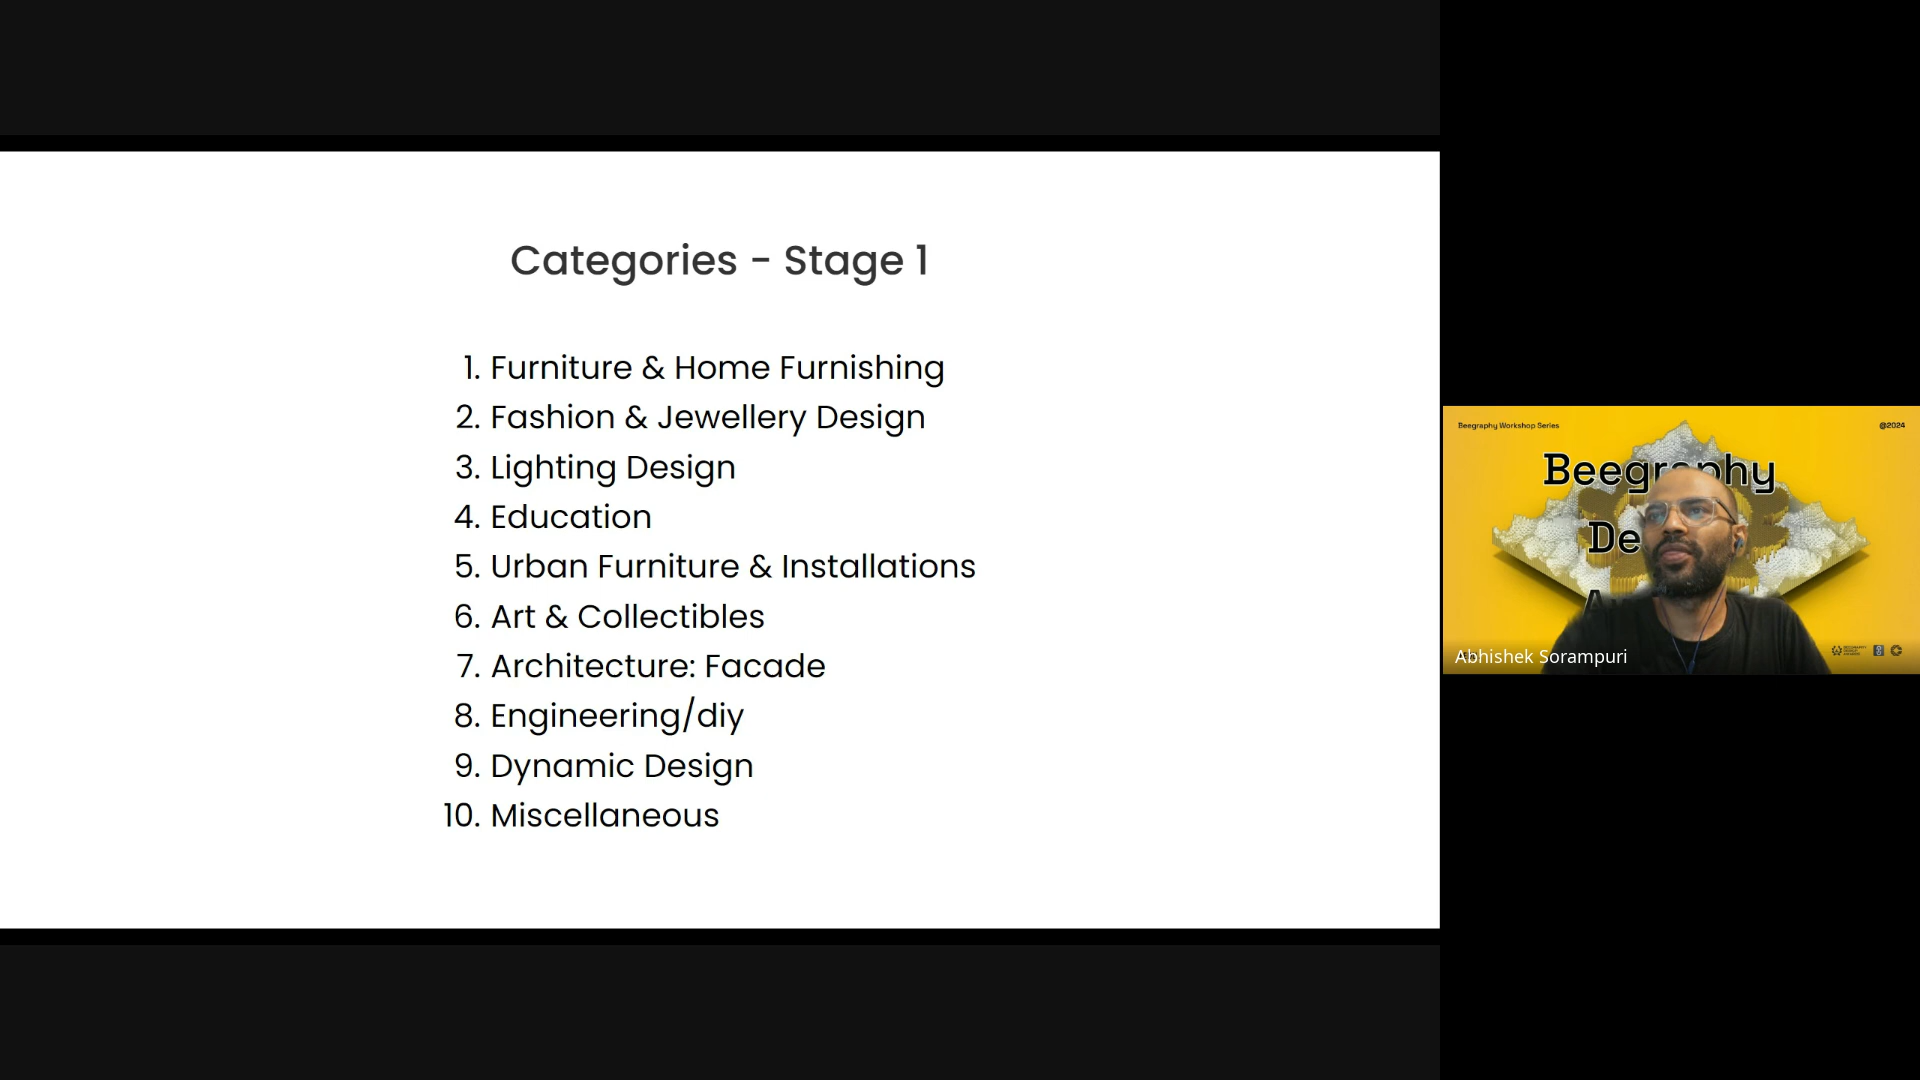 Categories - Stage 1
1. Furniture & Home Furnishing
2. Fashion & Jewellery Design
3. Lighting Design
4. Education
5. Urban Furniture & Installations
6. Art & Collectibles
7. Architecture: Facade
8. Engineering/diy
9. Dynamic Design
10. Miscellaneous
Beegraphy Workshop Series
@2024
Beegraphy
De
Abhishek Sorampuri